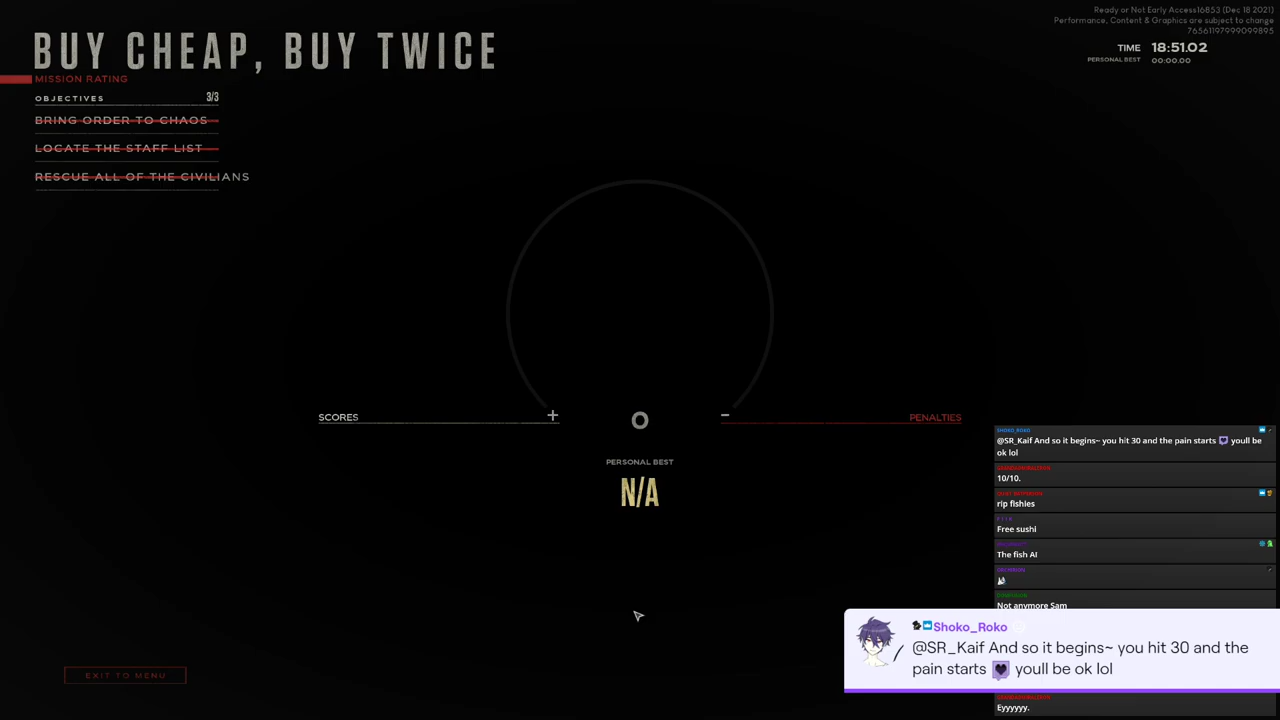 Ready or Not Early Access16853 (Dec 18 2021)
Performance, Content & Graphics are subject to change
76561197999099895
BUY CHEAP, BUY TWICE
MISSION RATING
TIME 18:51.02
PERSONAL BEST 00:00.00
OBJECTIVES 3/3
BRING ORDER TO CHAOS
LOCATE THE STAFF LIST
RESCUE ALL OF THE CIVILIANS
SCORES + 0 - PENALTIES
PERSONAL BEST
N/A
EXIT TO MENU
SHOKO_ROKO
@SR_Kaif And so it begins~ you hit 30 and the pain starts youll be
ok lol
10/10.
rip fishies
Free sushi
The fish AI
Not anymore Sam
Shoko_Roko
@SR_Kaif And so it begins~ you hit 30 and the
pain starts youll be ok lol
Eyyyyyy.